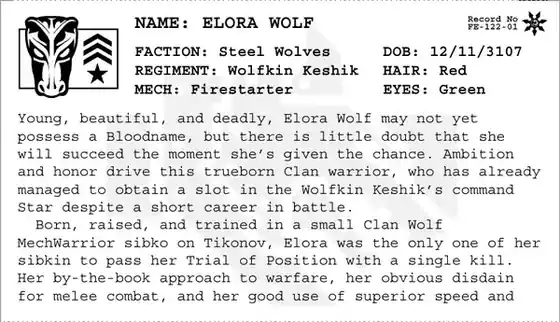 NAME: ELORA WOLF
Record No
FE-122-01
FACTION: Steel Wolves DOB: 12/11/3107
REGIMENT: Wolfkin Keshik HAIR: Red
MECH: Firestarter EYES: Green
Young, beautiful, and deadly, Elora Wolf may not yet
possess a Bloodname, but there is little doubt that she
will succeed the moment she’s given the chance. Ambition
and honor drive this trueborn Clan warrior, who has already
managed to obtain a slot in the Wolfkin Keshik’s command
Star despite a short career in battle.
Born, raised, and trained in a small Clan Wolf
MechWarrior sibko on Tikonov, Elora was the only one of her
sibkin to pass her Trial of Position with a single kill.
Her by-the-book approach to warfare, her obvious disdain
for melee combat, and her good use of superior speed and